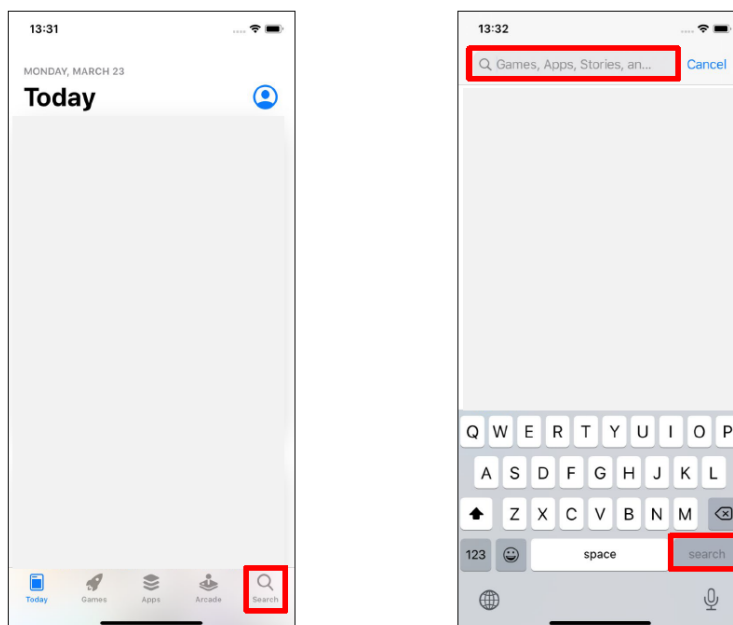 13:31
MONDAY, MARCH 23
Today
Today Games Apps Arcade Search
13:32
Games, Apps, Stories, an... Cancel
Q W E R T Y U I O P
A S D F G H J K L
Z X C V B N M
123 space search